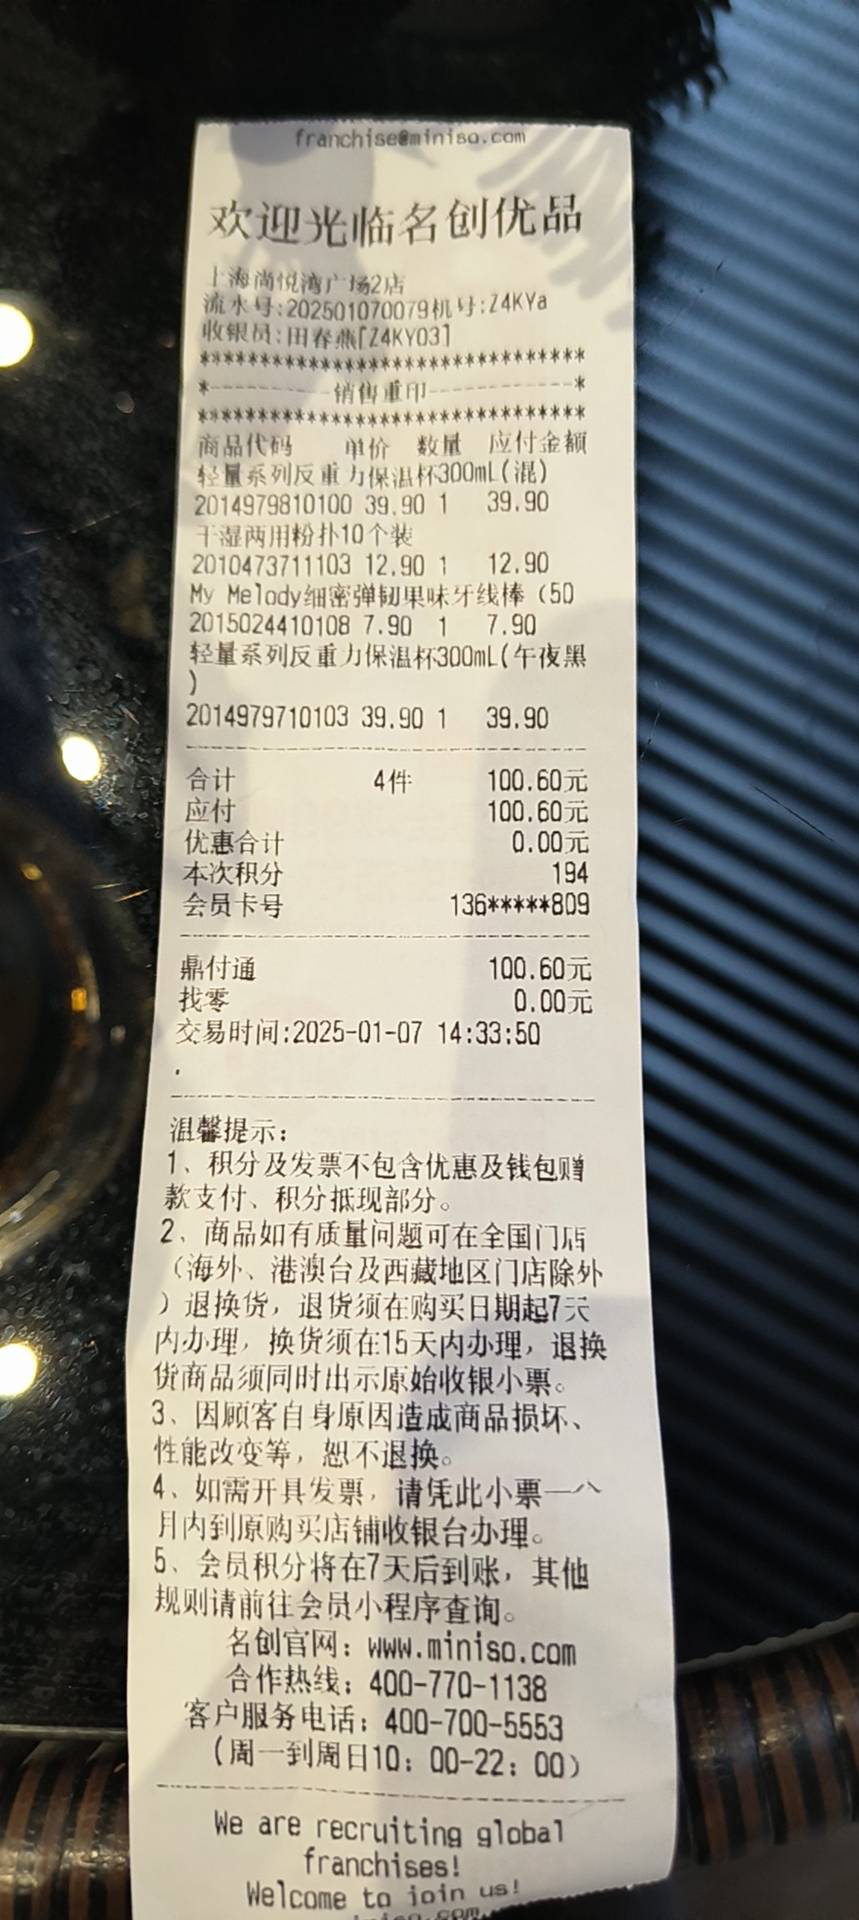 franchise@miniso.com
欢迎光临名创优品
上海尚悦湾广场2店
流水号:202501070079机号:Z4KYa
收银员:田春燕[Z4KY03]
******************************
*---------销售重印-------------*
******************************
商品代码 单价 数量 应付金额
轻量系列反重力保温杯300mL(混)
2014979810100 39.90 1 39.90
干湿两用粉扑10个装
2010473711103 12.90 1 12.90
My Melody细密弹韧果味牙线棒（50
2015024410108 7.90 1 7.90
轻量系列反重力保温杯300mL(午夜黑
)
2014979710103 39.90 1 39.90
合计 4件 100.60元
应付 100.60元
优惠合计 0.00元
本次积分 194
会员卡号 136*****809
鼎付通 100.60元
找零 0.00元
交易时间:2025-01-07 14:33:50
.
温馨提示：
1、积分及发票不包含优惠及钱包赠
款支付、积分抵现部分。
2、商品如有质量问题可在全国门店
（海外、港澳台及西藏地区门店除外
）退换货，退货须在购买日期起7天
内办理，换货须在15天内办理，退换
货商品须同时出示原始收银小票。
3、因顾客自身原因造成商品损坏、
性能改变等，恕不退换。
4、如需开具发票，请凭此小票一个
月内到原购买店铺收银台办理。
5、会员积分将在7天后到账，其他
规则请前往会员小程序查询。
名创官网：www.miniso.com
合作热线：400-770-1138
客户服务电话：400-700-5553
（周一到周日10：00-22：00）
We are recruiting global
franchises!
Welcome to join us!